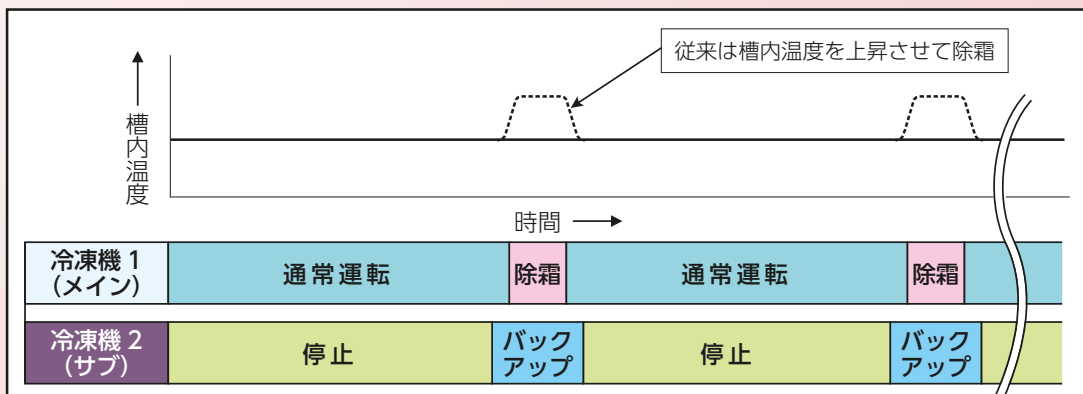 従来は槽内温度を上昇させて除霜
槽内温度
時間
冷凍機 1
(メイン)
通常運転
除霜
通常運転
除霜
冷凍機 2
(サブ)
停止
バック
アップ
停止
バック
アップ